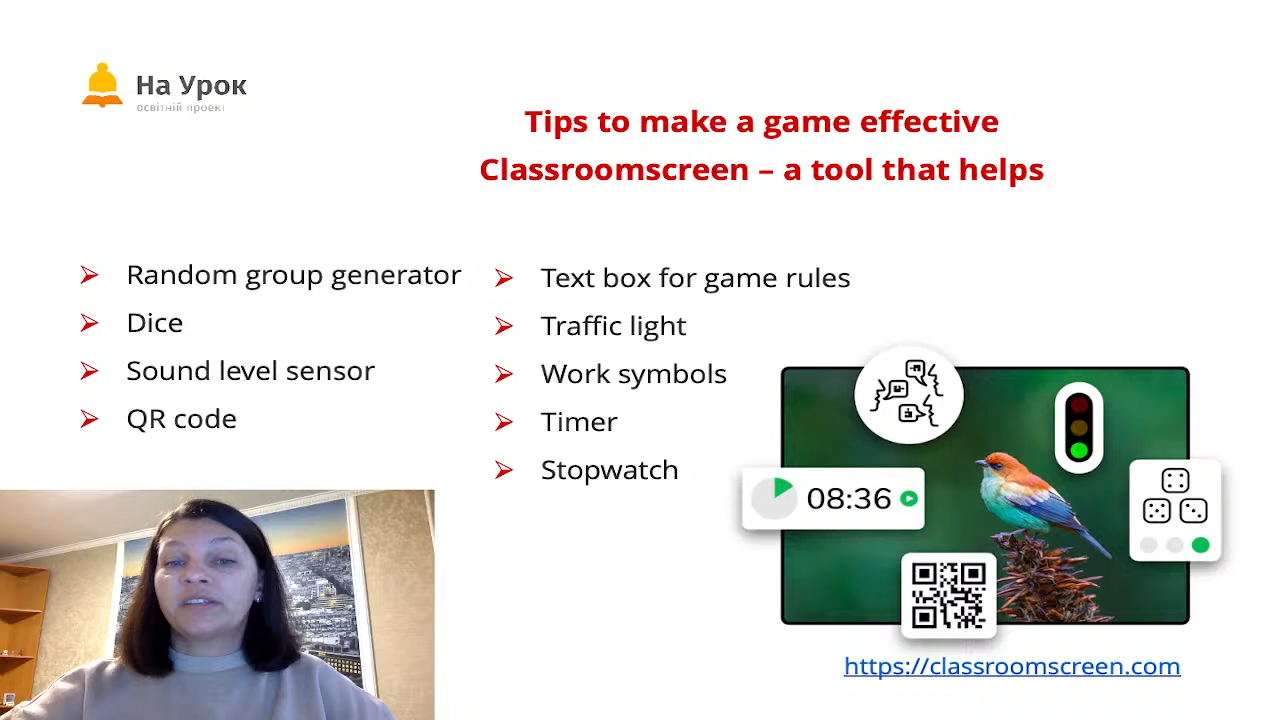 На Урок
освітній проект
Tips to make a game effective
Classroomscreen – a tool that helps
Random group generator
Dice
Sound level sensor
QR code
Text box for game rules
Traffic light
Work symbols
Timer
Stopwatch
08:36
https://classroomscreen.com